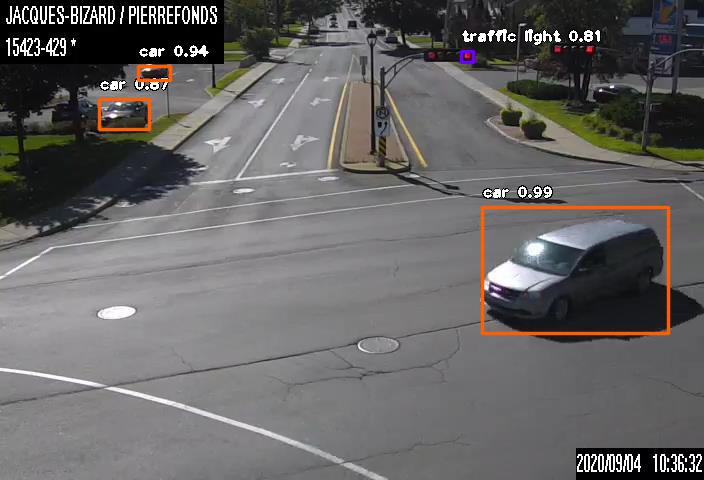 JACQUES-BIZARD / PIERREFONDS
15423-429 *
car 0.94
traffic light 0.81
car 0.87
car 0.99
2020/09/04 10:36:32